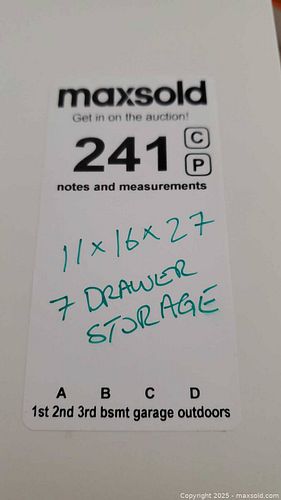 maxsold
Get in on the auction!
241 C
P
notes and measurements
11 x 16 x 27
7 DRAWER
STORAGE
A B C D
1st 2nd 3rd bsmt garage outdoors
Copyright 2025 - maxsold.com